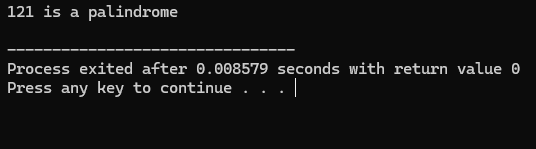 121 is a palindrome
--------------------------------
Process exited after 0.008579 seconds with return value 0
Press any key to continue . . .